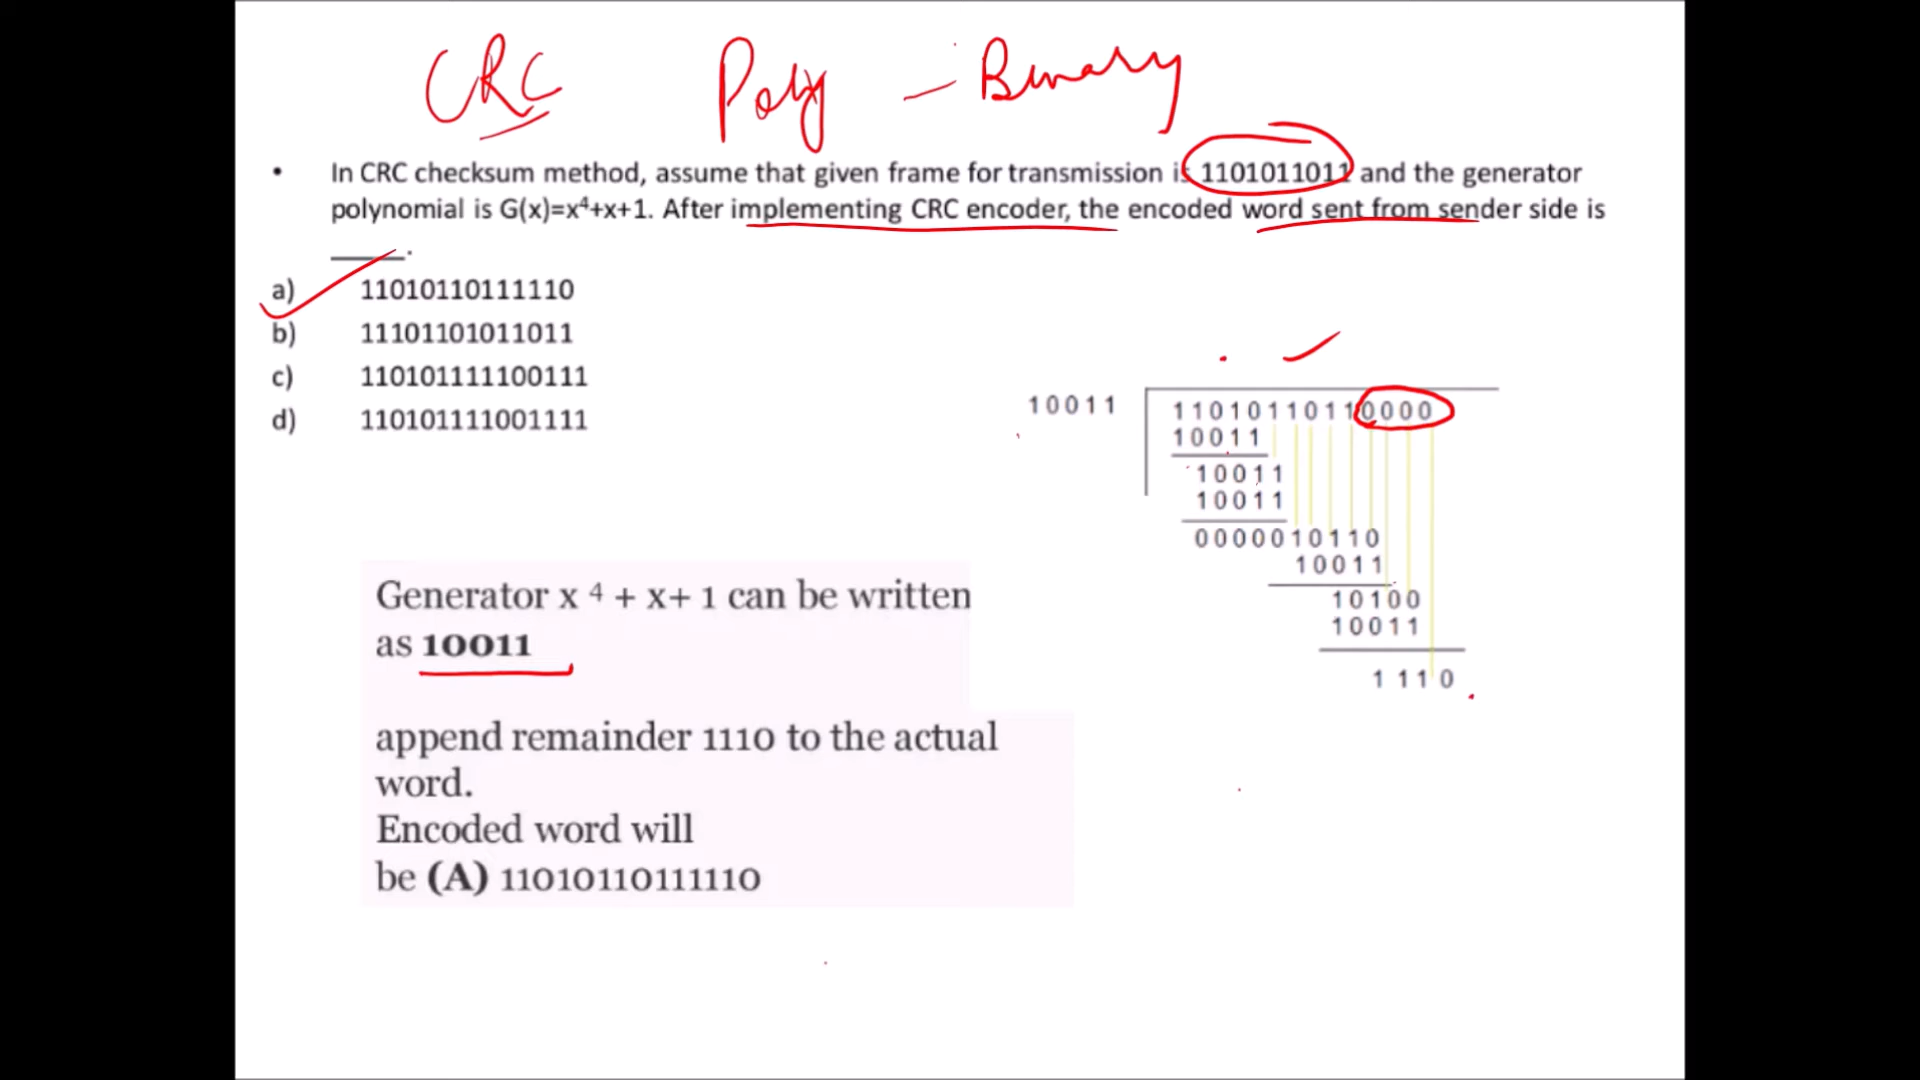 CRC Poly - Binary
• In CRC checksum method, assume that given frame for transmission is 1101011011 and the generator
polynomial is G(x)=x⁴+x+1. After implementing CRC encoder, the encoded word sent from sender side is
______.
a) 11010110111110
b) 11101101011011
c) 110101111100111
d) 110101111001111
10011
11010110110000
10011
10011
10011
0000010110
10011
10100
10011
1110
Generator x 4 + x+ 1 can be written
as 10011
append remainder 1110 to the actual
word.
Encoded word will
be (A) 11010110111110